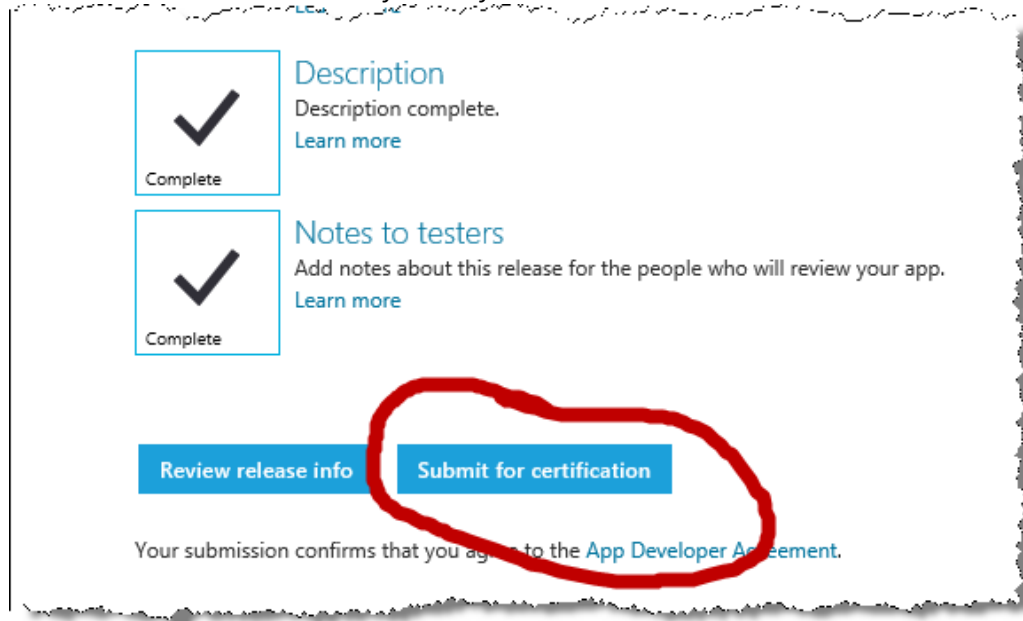 Description
Description complete.
Learn more
Complete
Notes to testers
Add notes about this release for the people who will review your app.
Learn more
Complete
Review release info
Submit for certification
Your submission confirms that you to the App Developer Agreement.